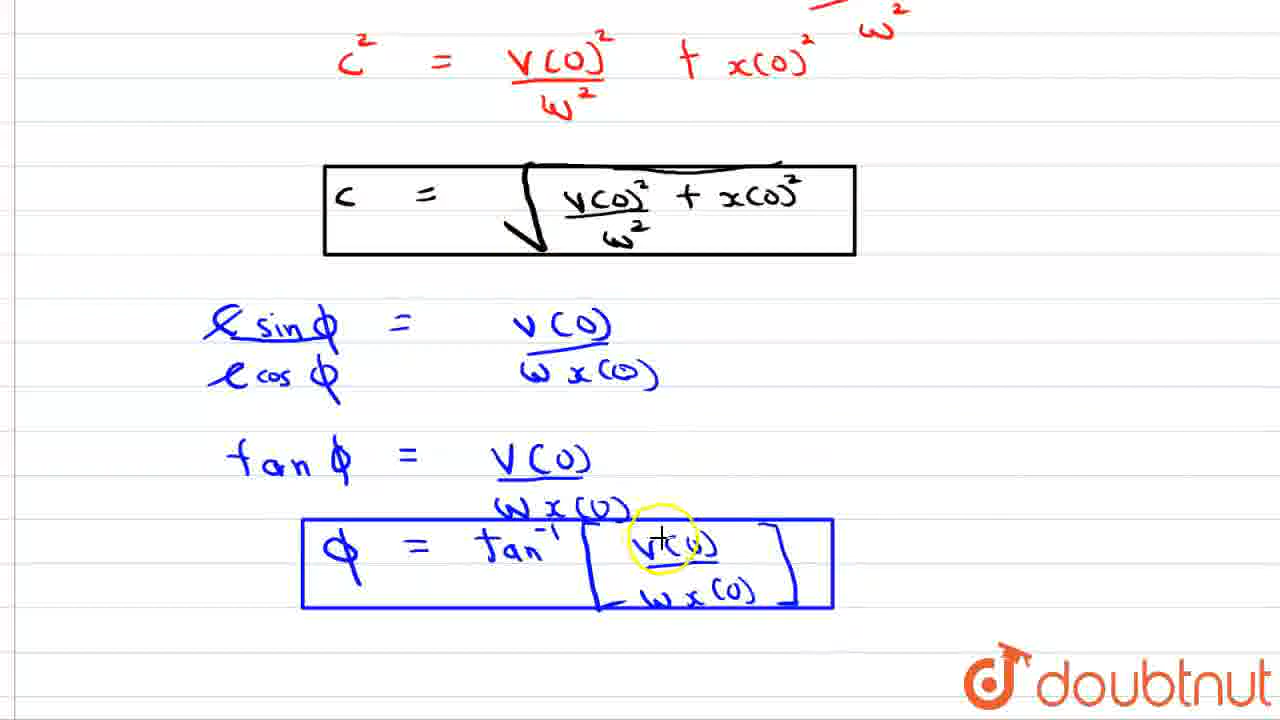 ω²
c² = v(0)² / ω² + x(0)²
c = √(v(0)² / ω² + x(0)²)
c sin ϕ / c cos ϕ = v(0) / ω x(0)
tan ϕ = v(0) / ω x(0)
ϕ = tan⁻¹ [v(0) / ω x(0)]
doubtnut